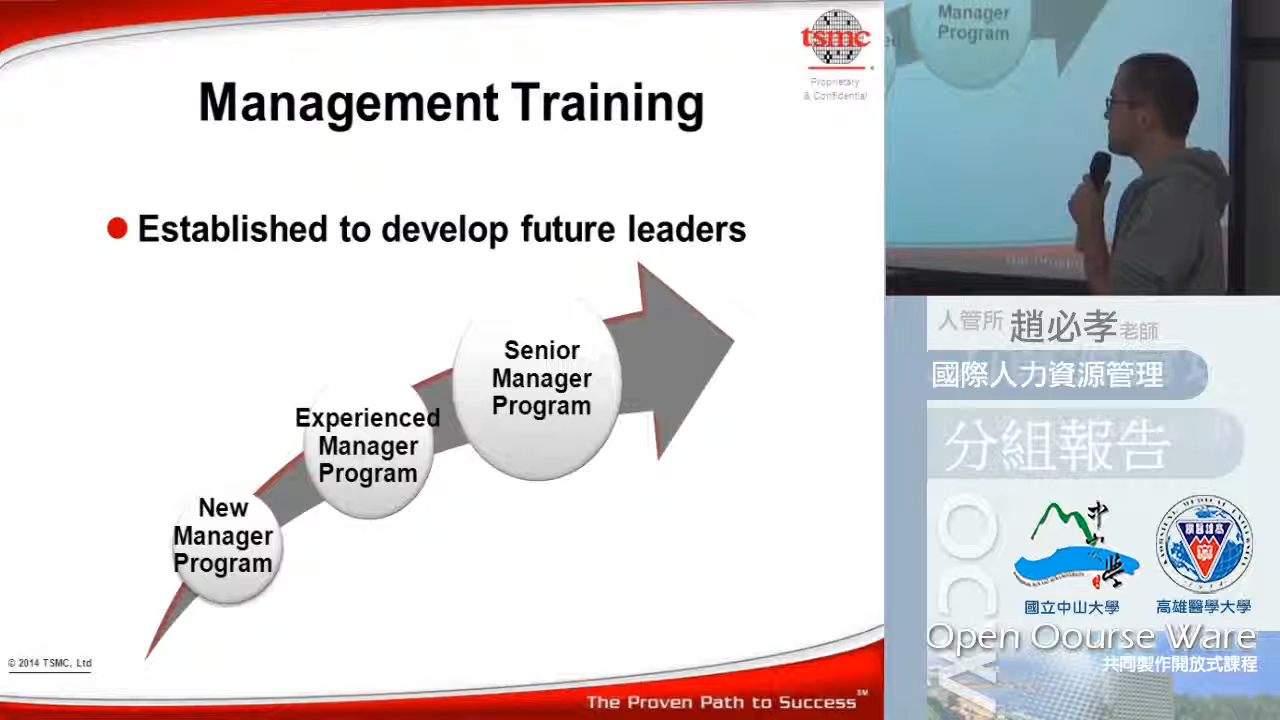 tsmc
Proprietary
& Confidential
Management Training
Established to develop future leaders
Senior
Manager
Program
Experienced
Manager
Program
New
Manager
Program
© 2014 TSMC, Ltd
The Proven Path to Success℠
Manager
Program
人管所 趙必孝 老師
國際人力資源管理
分組報告
OCW
國立中山大學
高雄醫學大學
Open Oourse Ware
共同製作開放式課程